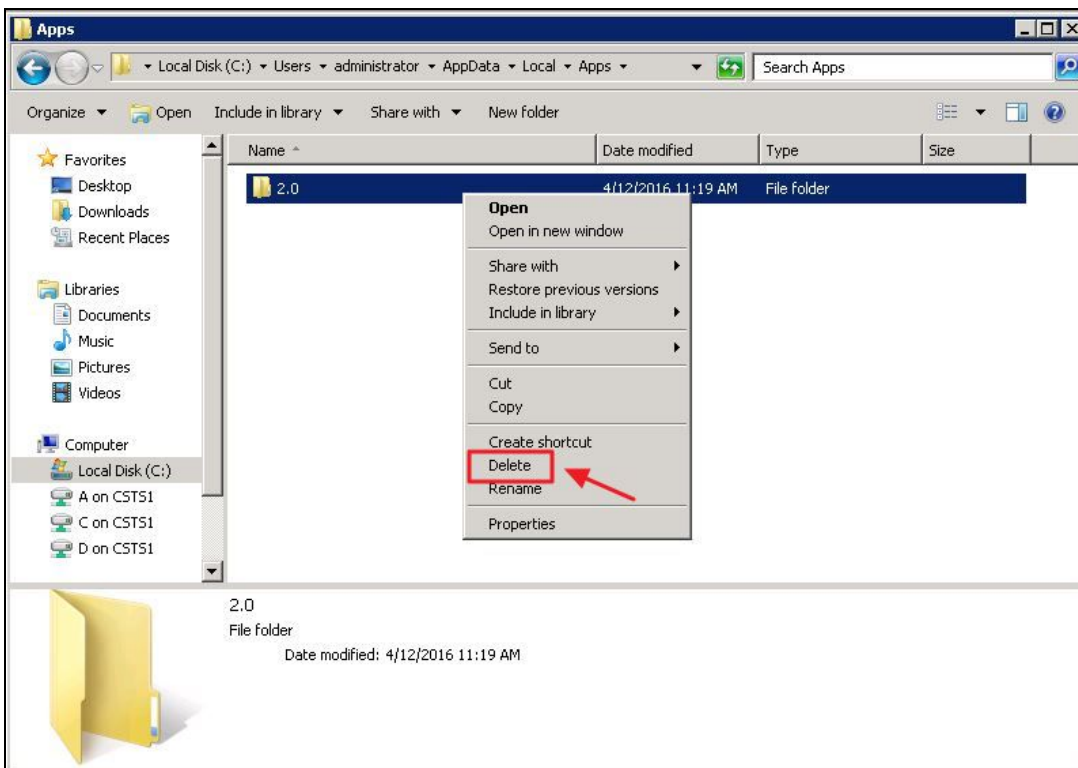 Apps
Local Disk (C:) Users administrator AppData Local Apps Search Apps
Organize Open Include in library Share with New folder
Favorites
Desktop
Downloads
Recent Places
Libraries
Documents
Music
Pictures
Videos
Computer
Local Disk (C:)
A on CSTS1
C on CSTS1
D on CSTS1
Name Date modified Type Size
2.0 4/12/2016 11:19 AM File folder
Open
Open in new window
Share with
Restore previous versions
Include in library
Send to
Cut
Copy
Create shortcut
Delete
Rename
Properties
2.0
File folder
Date modified: 4/12/2016 11:19 AM